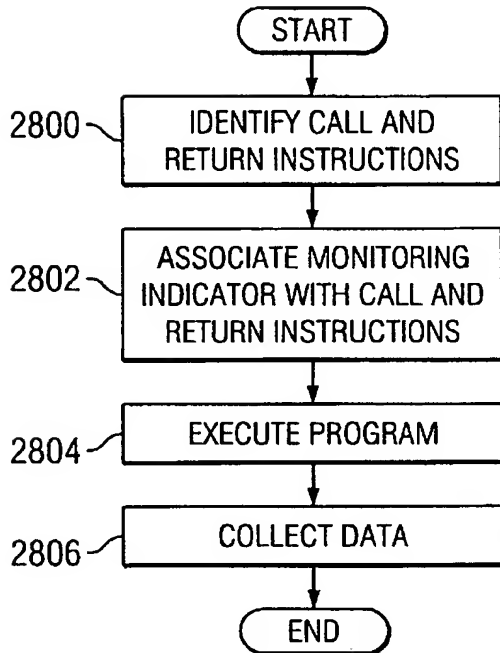 START
2800
IDENTIFY CALL AND
RETURN INSTRUCTIONS
2802
ASSOCIATE MONITORING
INDICATOR WITH CALL AND
RETURN INSTRUCTIONS
2804
EXECUTE PROGRAM
2806
COLLECT DATA
END